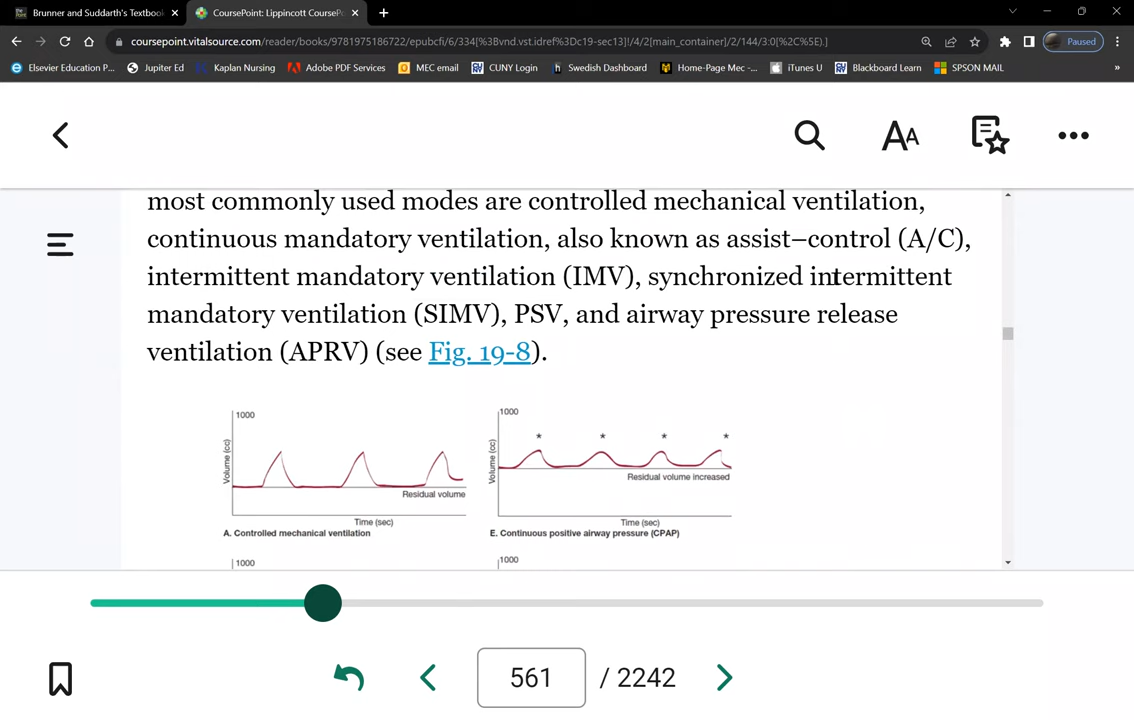 Brunner and Suddarth's Textboo
CoursePoint: Lippincott CourseP
coursepoint.vitalsource.com/reader/books/9781975186722/epubcfi/6/334[%3Bvnd.vst.idref%3Dc19-sec13]!/4/2[main_container]/2/144/3:0[%2C%5E.)
Paused
Elsevier Education P...
Jupiter Ed
Kaplan Nursing
Adobe PDF Services
MEC email
CUNY Login
Swedish Dashboard
Home-Page Mec -...
iTunes U
Blackboard Learn
SPSON MAIL
»
AA
most commonly used modes are controlled mechanical ventilation,
continuous mandatory ventilation, also known as assist–control (A/C),
intermittent mandatory ventilation (IMV), synchronized intermittent
mandatory ventilation (SIMV), PSV, and airway pressure release
ventilation (APRV) (see Fig. 19-8).
1000
Volume (cc)
Residual volume
Time (sec)
A. Controlled mechanical ventilation
1000
* * * *
Volume (cc)
Residual volume increased
Time (sec)
E. Continuous positive airway pressure (CPAP)
1000
1000
561 / 2242